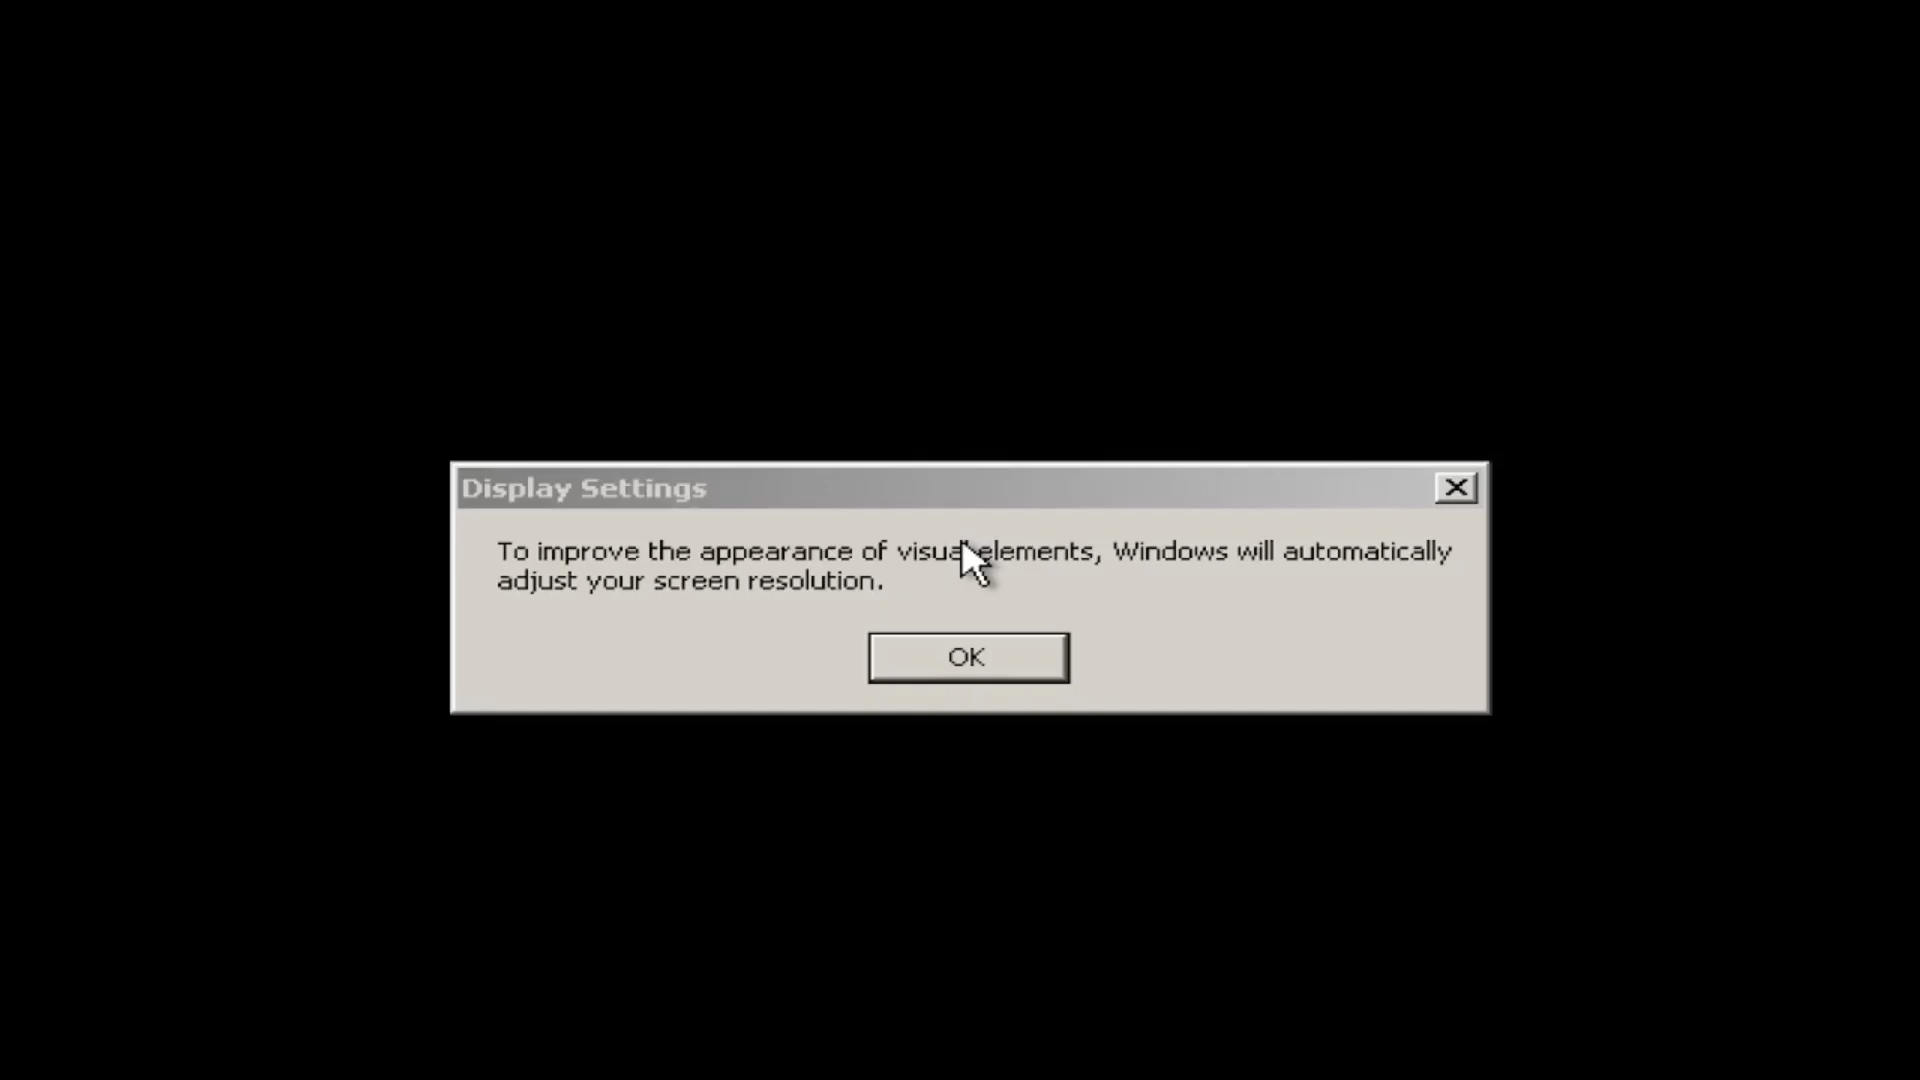 Display Settings
To improve the appearance of visual elements, Windows will automatically
adjust your screen resolution.
OK